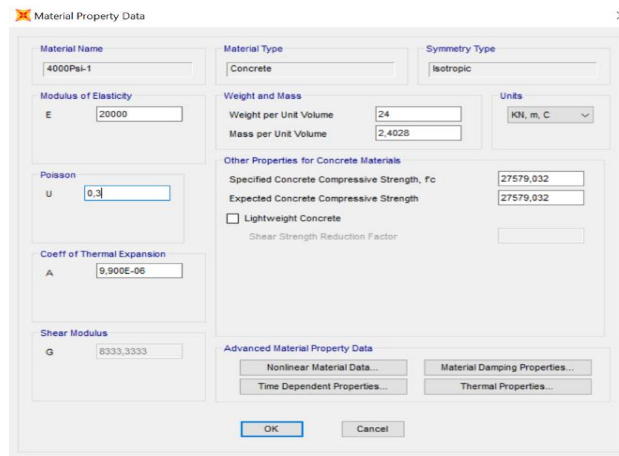 Material Property Data
Material Name
4000Psi-1
Material Type
Concrete
Symmetry Type
Isotropic
Modulus of Elasticity
E 20000
Weight and Mass
Weight per Unit Volume 24
Mass per Unit Volume 2,4028
Units
KN, m, C
Poisson
U 0,3
Other Properties for Concrete Materials
Specified Concrete Compressive Strength, f'c 27579,032
Expected Concrete Compressive Strength 27579,032
Lightweight Concrete
Shear Strength Reduction Factor
Coeff of Thermal Expansion
A 9,900E-06
Shear Modulus
G 8333,3333
Advanced Material Property Data
Nonlinear Material Data... Material Damping Properties...
Time Dependent Properties... Thermal Properties...
OK Cancel